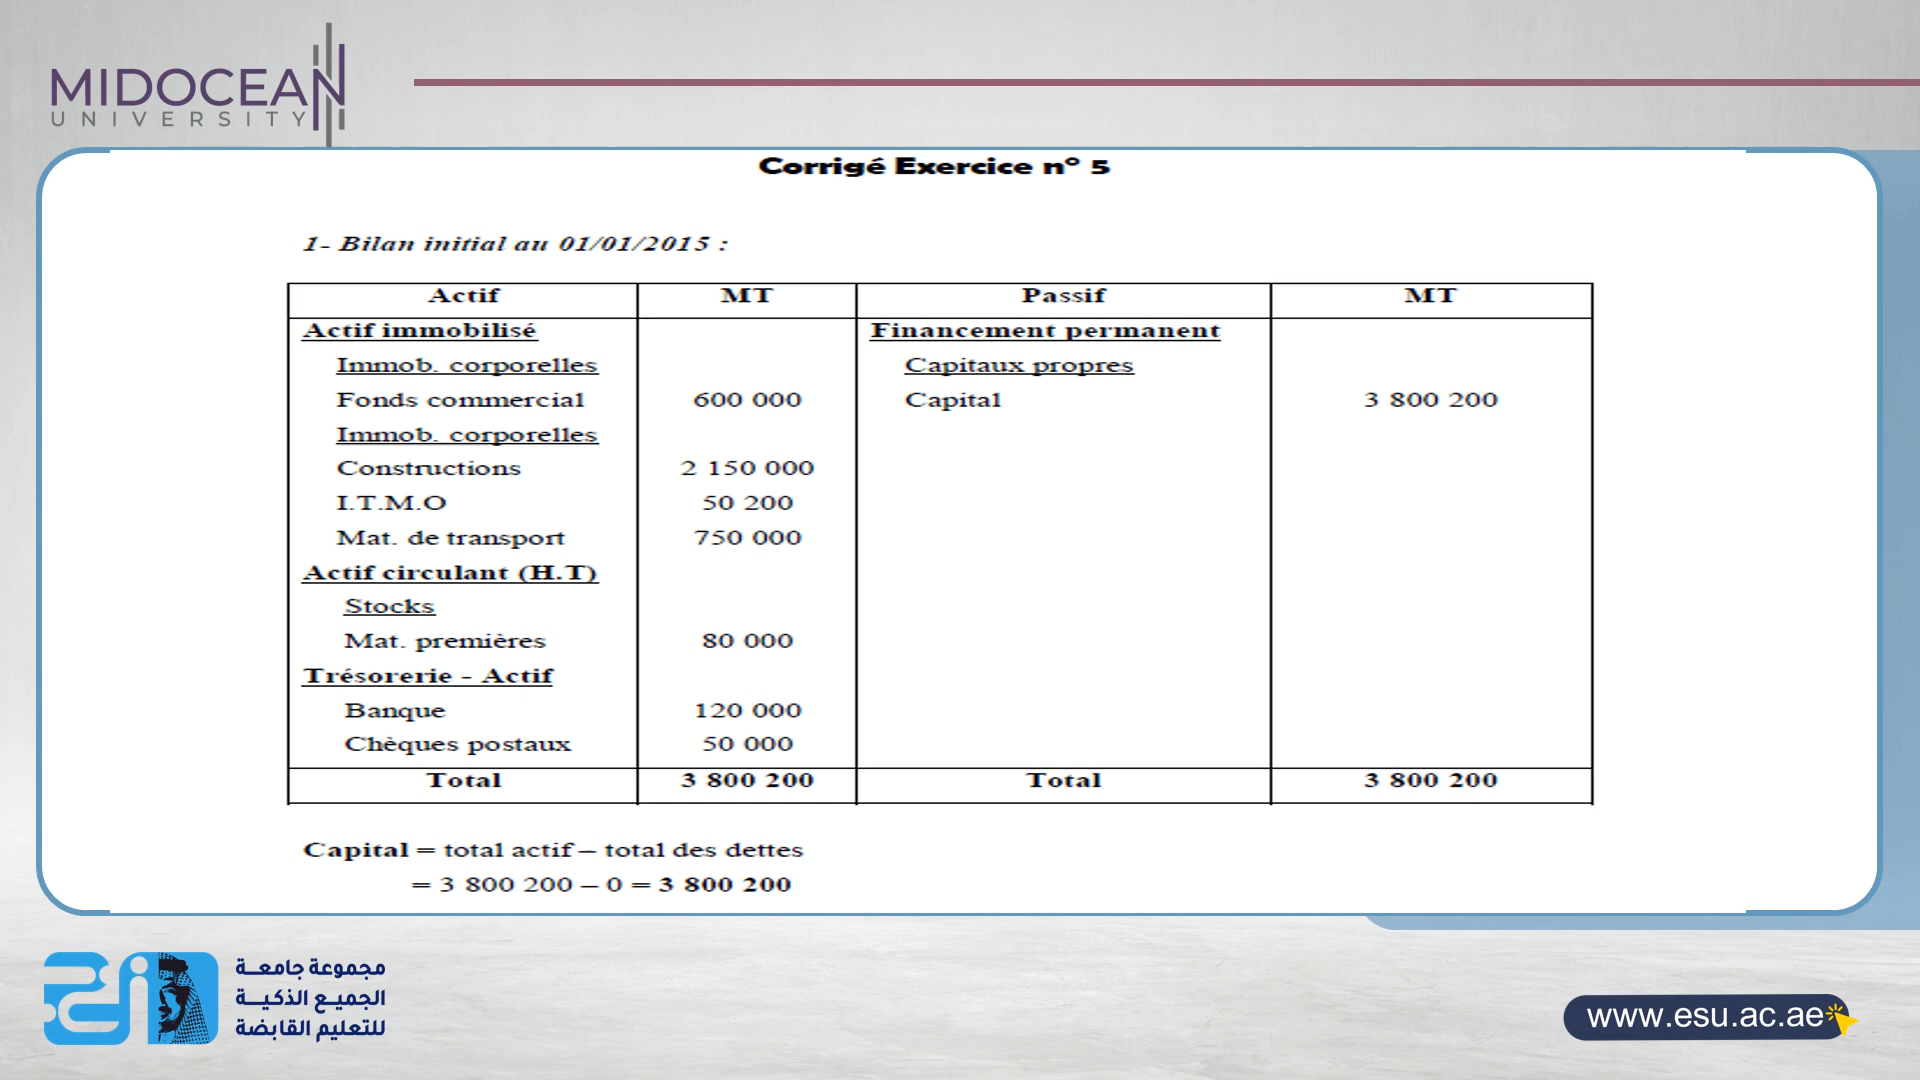 MIDOCEAN
UNIVERSITY
Corrigé Exercice n° 5
1- Bilan initial au 01/01/2015 :
Actif MT Passif MT
Actif immobilisé Financement permanent
Immob. corporelles Capitaux propres
Fonds commercial 600 000 Capital 3 800 200
Immob. corporelles
Constructions 2 150 000
I.T.M.O 50 200
Mat. de transport 750 000
Actif circulant (H.T)
Stocks
Mat. premières 80 000
Trésorerie - Actif
Banque 120 000
Chèques postaux 50 000
Total 3 800 200 Total 3 800 200
Capital = total actif – total des dettes
= 3 800 200 – 0 = 3 800 200
مجموعة جامعة
الجميع الذكية
للتعليم القابضة
www.esu.ac.ae